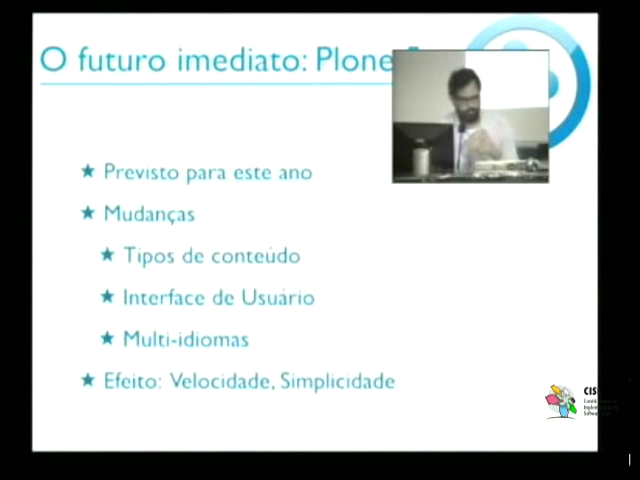 O futuro imediato: Plone
★ Previsto para este ano
★ Mudanças
★ Tipos de conteúdo
★ Interface de Usuário
★ Multi-idiomas
★ Efeito: Velocidade, Simplicidade
CIS